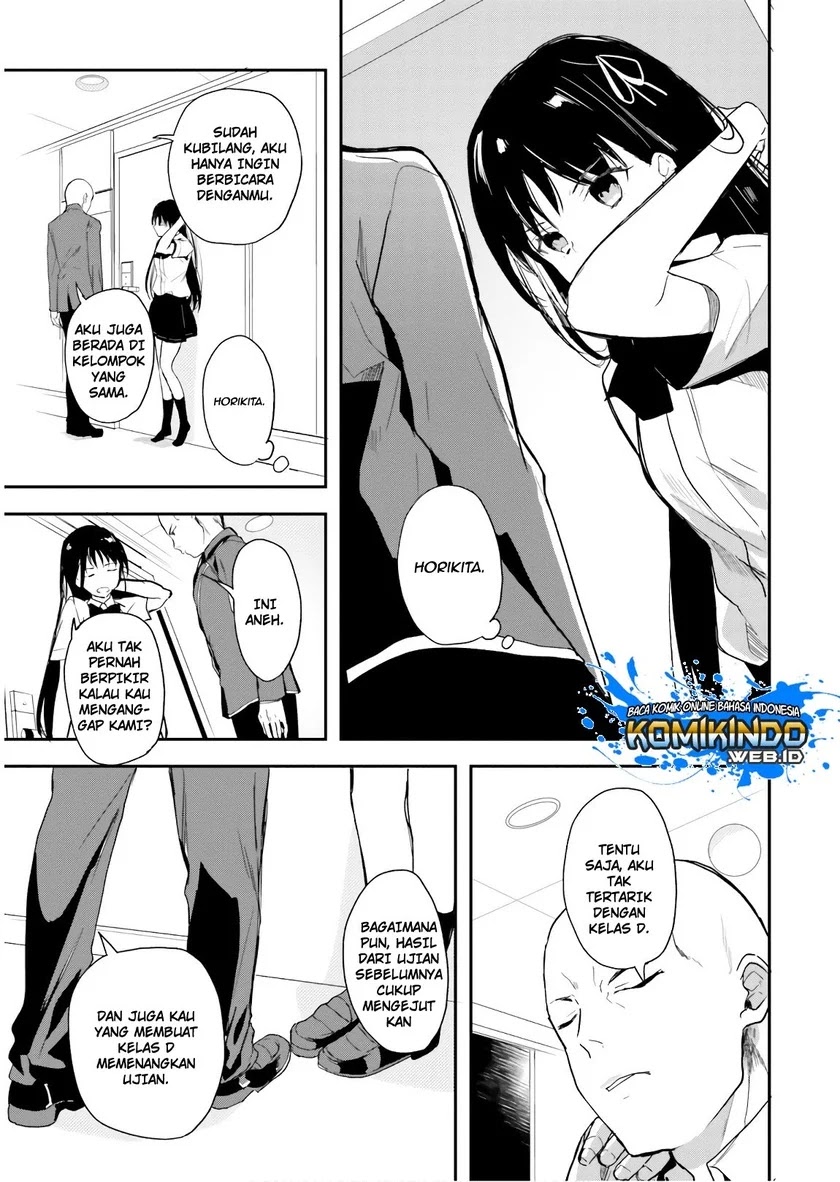 HORIKITA.
SUDAH
KUBILANG, AKU
HANYA INGIN
BERBICARA
DENGANMU.
AKU JUGA
BERADA DI
KELOMPOK
YANG
SAMA.
HORIKITA.
INI
ANEH.
AKU TAK
PERNAH
BERPIKIR
KALAU KAU
MENGANG-
GAP KAMI?
BACA KOMIK ONLINE BAHASA INDONESIA
KOMIKINDO
WEB.ID
TENTU
SAJA, AKU
TAK
TERTARIK
DENGAN
KELAS D.
BAGAIMANA
PUN, HASIL
DARI UJIAN
SEBELUMNYA
CUKUP
MENGEJUT
KAN
DAN JUGA KAU
YANG MEMBUAT
KELAS D
MEMENANGKAN
UJIAN.